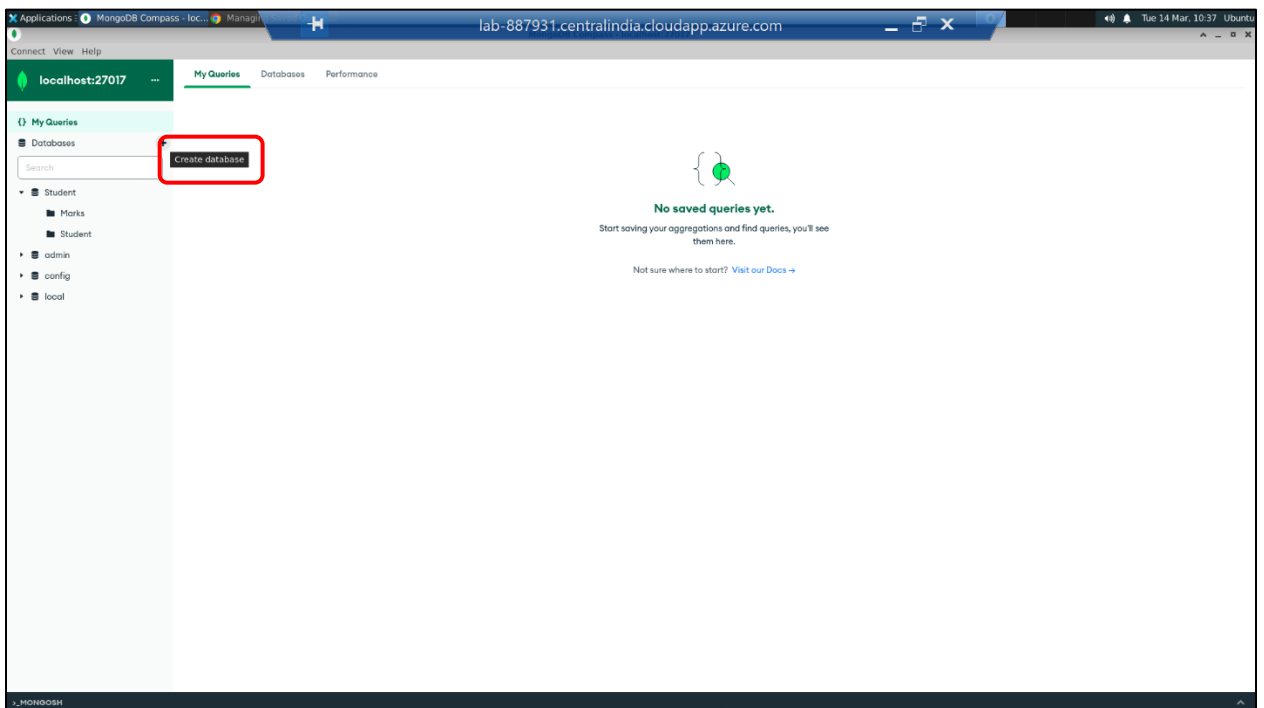 Applications MongoDB Compass - loc... Managi
lab-887931.centralindia.cloudapp.azure.com
Tue 14 Mar, 10:37 Ubuntu
Connect View Help
localhost:27017 ...
My Queries Databases Performance
{} My Queries
Databases +
Create database
Search
Student
Marks
Student
admin
config
local
No saved queries yet.
Start saving your aggregations and find queries, you'll see
them here.
Not sure where to start? Visit our Docs →
>_MONGOSH